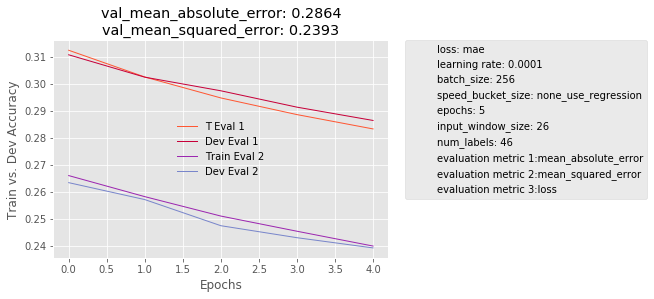 val_mean_absolute_error: 0.2864
val_mean_squared_error: 0.2393
Train vs. Dev Accuracy
0.31
0.30
0.29
0.28
0.27
0.26
0.25
0.24
T Eval 1
Dev Eval 1
Train Eval 2
Dev Eval 2
0.0 0.5 1.0 1.5 2.0 2.5 3.0 3.5 4.0
Epochs
loss: mae
learning rate: 0.0001
batch_size: 256
speed_bucket_size: none_use_regression
epochs: 5
input_window_size: 26
num_labels: 46
evaluation metric 1:mean_absolute_error
evaluation metric 2:mean_squared_error
evaluation metric 3:loss